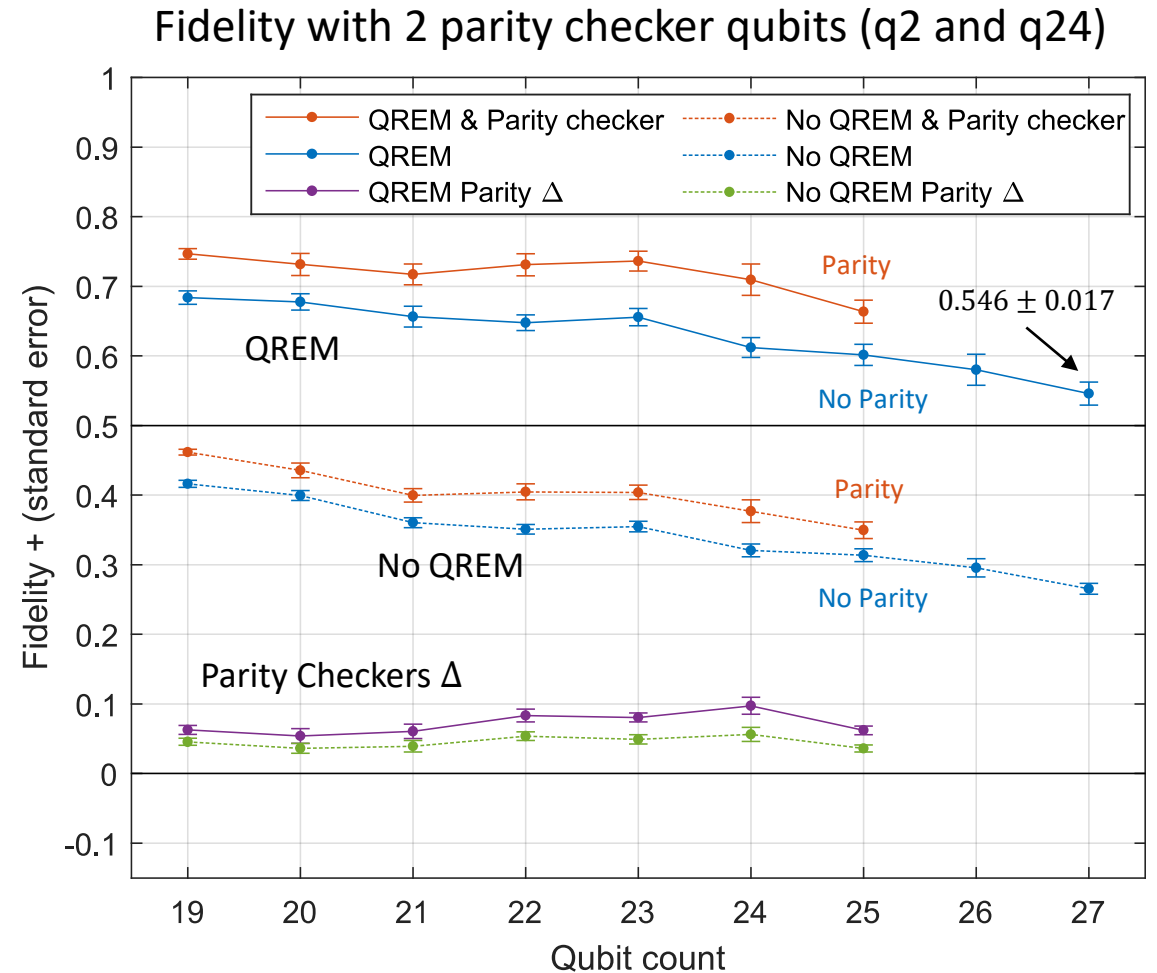 Fidelity with 2 parity checker qubits (q2 and q24)
1
0.9
0.8
0.7
0.6
0.5
0.4
0.3
0.2
0.1
0
-0.1
Fidelity + (standard error)
QREM & Parity checker
QREM
QREM Parity Δ
No QREM & Parity checker
No QREM
No QREM Parity Δ
Parity
0.546 ± 0.017
QREM
No Parity
Parity
No QREM
No Parity
Parity Checkers Δ
19 20 21 22 23 24 25 26 27
Qubit count